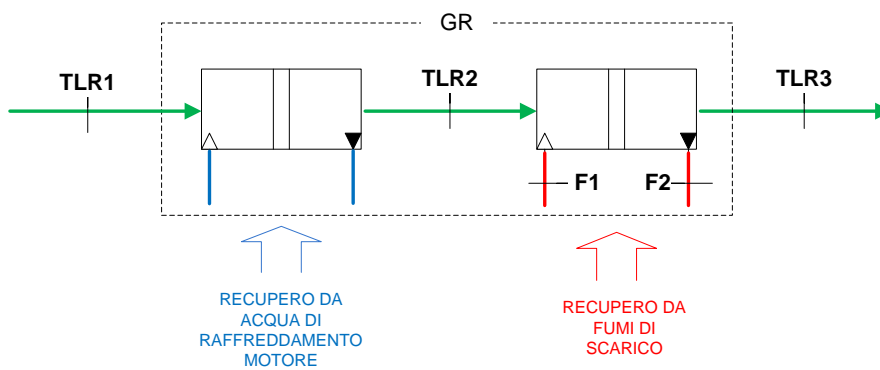 GR
TLR1
TLR2
TLR3
F1
F2
RECUPERO DA
ACQUA DI
RAFFREDDAMENTO
MOTORE
RECUPERO DA
FUMI DI
SCARICO